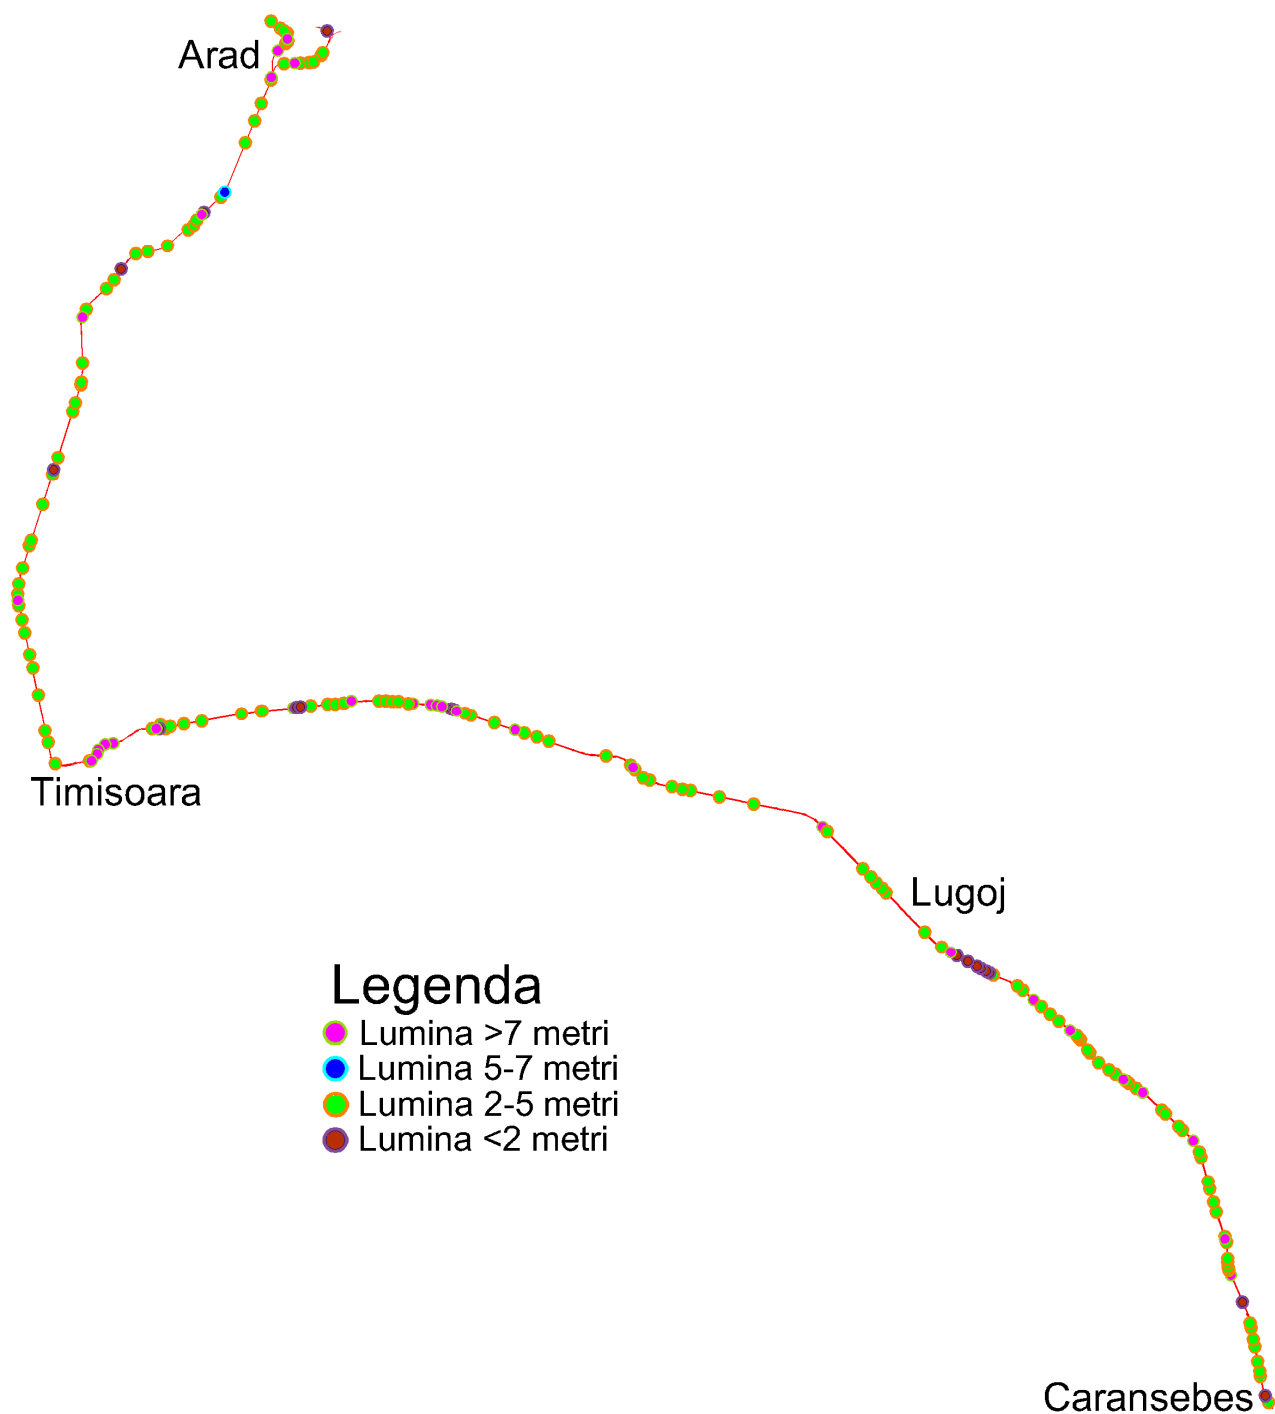 Arad
Timisoara
Lugoj
Legenda
Lumina >7 metri
Lumina 5-7 metri
Lumina 2-5 metri
Lumina <2 metri
Caransebes